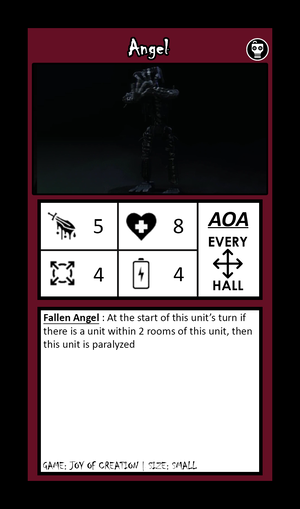 Angel
5
8
AOA
EVERY
HALL
4
4
Fallen Angel : At the start of this unit's turn if
there is a unit within 2 rooms of this unit, then
this unit is paralyzed
GAME: JOY OF CREATION | SIZE: SMALL